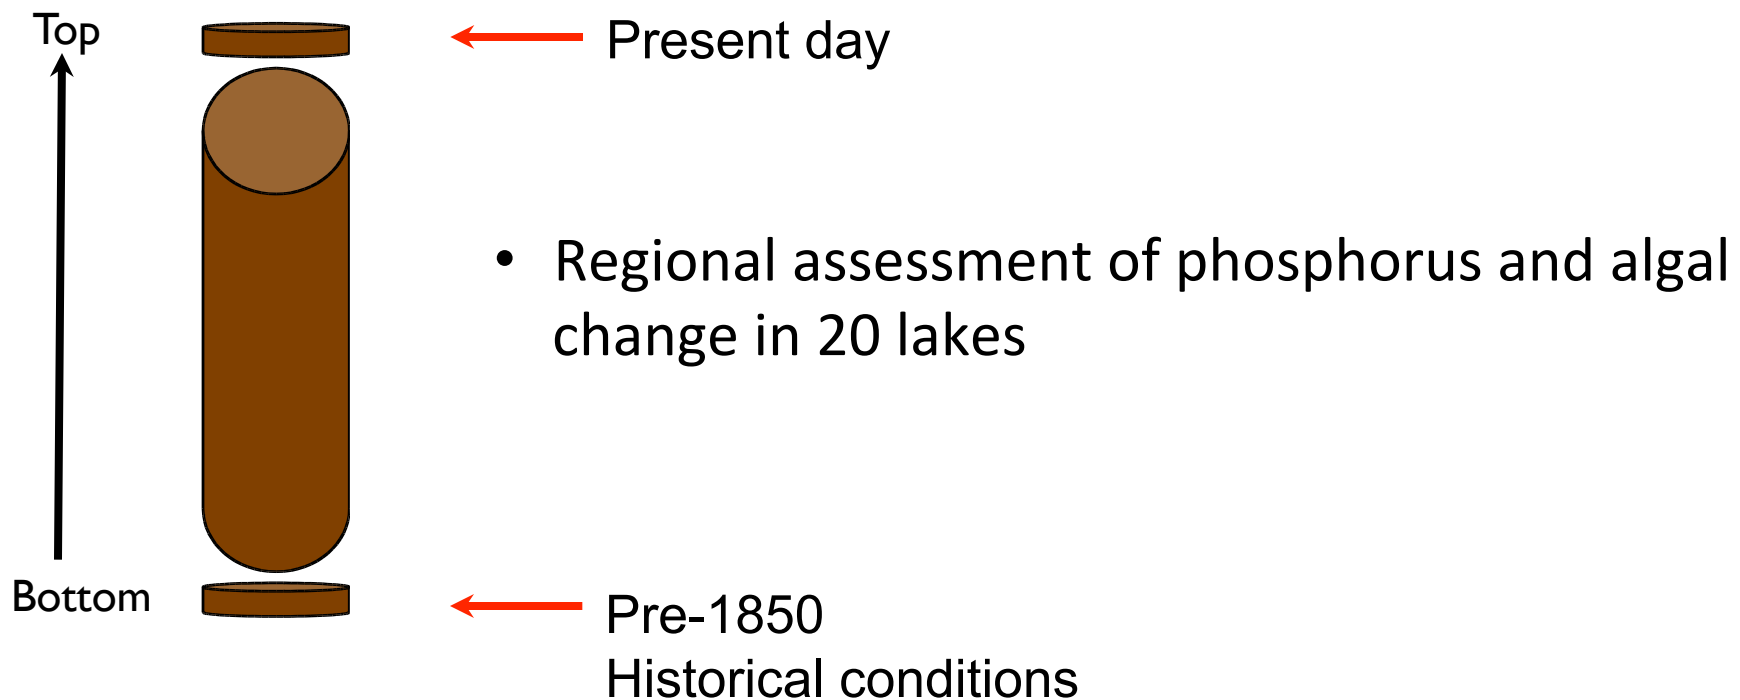 Top
Present day
• Regional assessment of phosphorus and algal
change in 20 lakes
Bottom
Pre-1850
Historical conditions